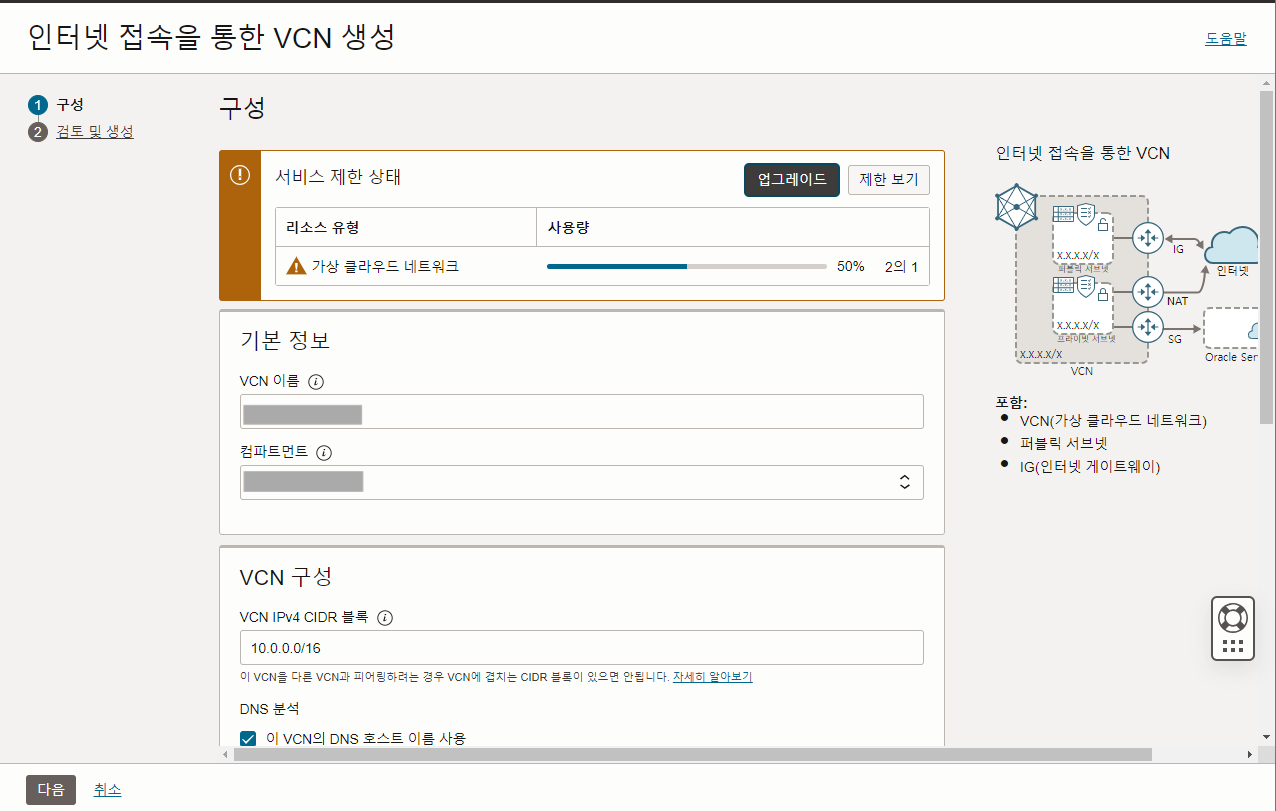 인터넷 접속을 통한 VCN 생성
도움말
1 구성
2 검토 및 생성
구성
서비스 제한 상태
업그레이드
제한 보기
리소스 유형
사용량
가상 클라우드 네트워크
50%
2의 1
기본 정보
VCN 이름
컴파트먼트
VCN 구성
VCN IPv4 CIDR 블록
10.0.0.0/16
이 VCN을 다른 VCN과 피어링하려는 경우 VCN에 겹치는 CIDR 블록이 있으면 안됩니다. 자세히 알아보기
DNS 분석
이 VCN의 DNS 호스트 이름 사용
인터넷 접속을 통한 VCN
X.X.X.X/X
퍼블릭 서브넷
IG
인터넷
X.X.X.X/X
프라이빗 서브넷
NAT
SG
X.X.X.X/X
Oracle Ser
VCN
포함:
VCN(가상 클라우드 네트워크)
퍼블릭 서브넷
IG(인터넷 게이트웨이)
다음
취소